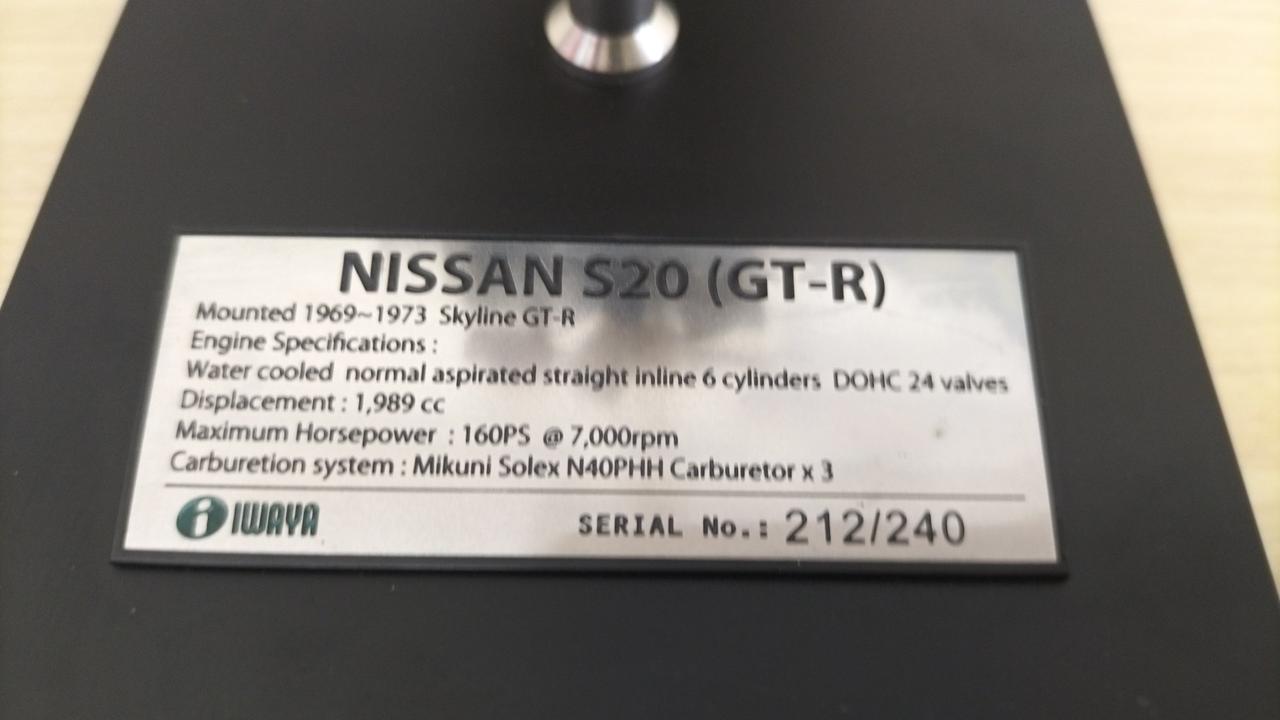 NISSAN S20 (GT-R)
Mounted 1969~1973 Skyline GT-R
Engine Specifications :
Water cooled normal aspirated straight inline 6 cylinders DOHC 24 valves
Displacement : 1,989 cc
Maximum Horsepower : 160PS @ 7,000rpm
Carburetion system : Mikuni Solex N40PHH Carburetor x 3
i IWAYA SERIAL No.: 212/240